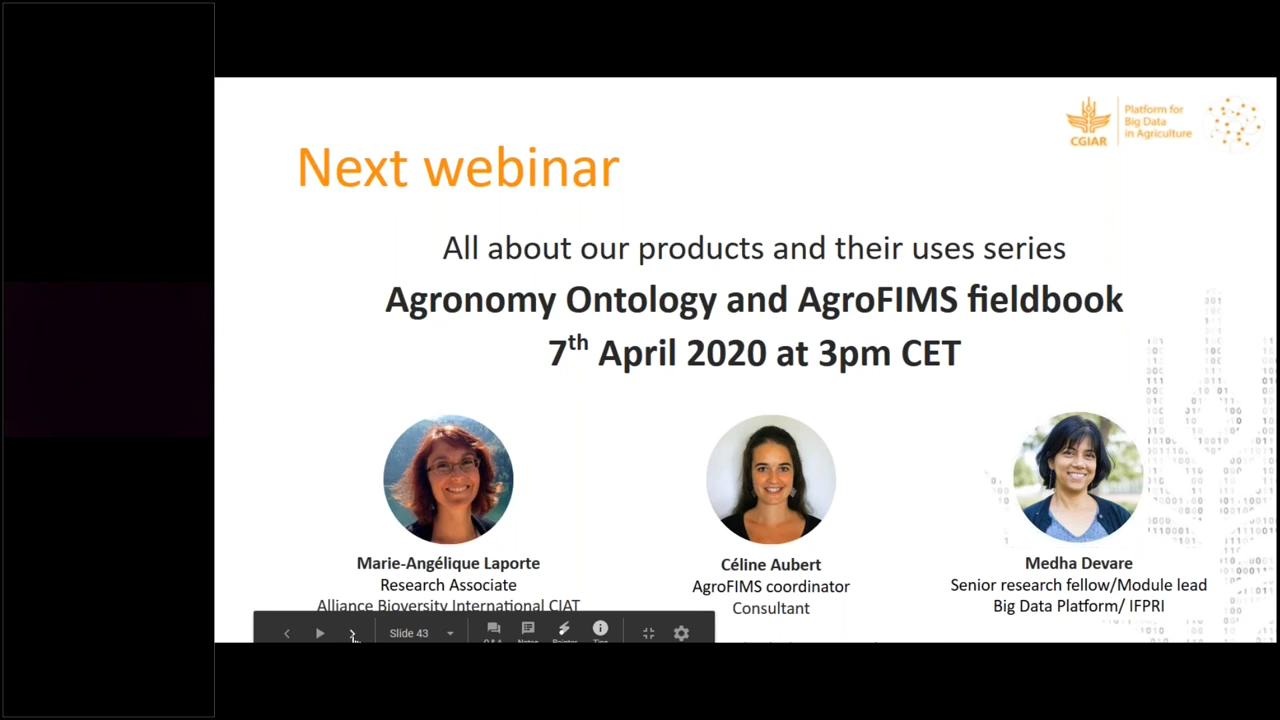 Platform for
Big Data
in Agriculture
CGIAR
Next webinar
All about our products and their uses series
Agronomy Ontology and AgroFIMS fieldbook
7th April 2020 at 3pm CET
Marie-Angélique Laporte
Research Associate
Alliance Bioversity International CIAT
Céline Aubert
AgroFIMS coordinator
Consultant
Medha Devare
Senior research fellow/Module lead
Big Data Platform/ IFPRI
Slide 43